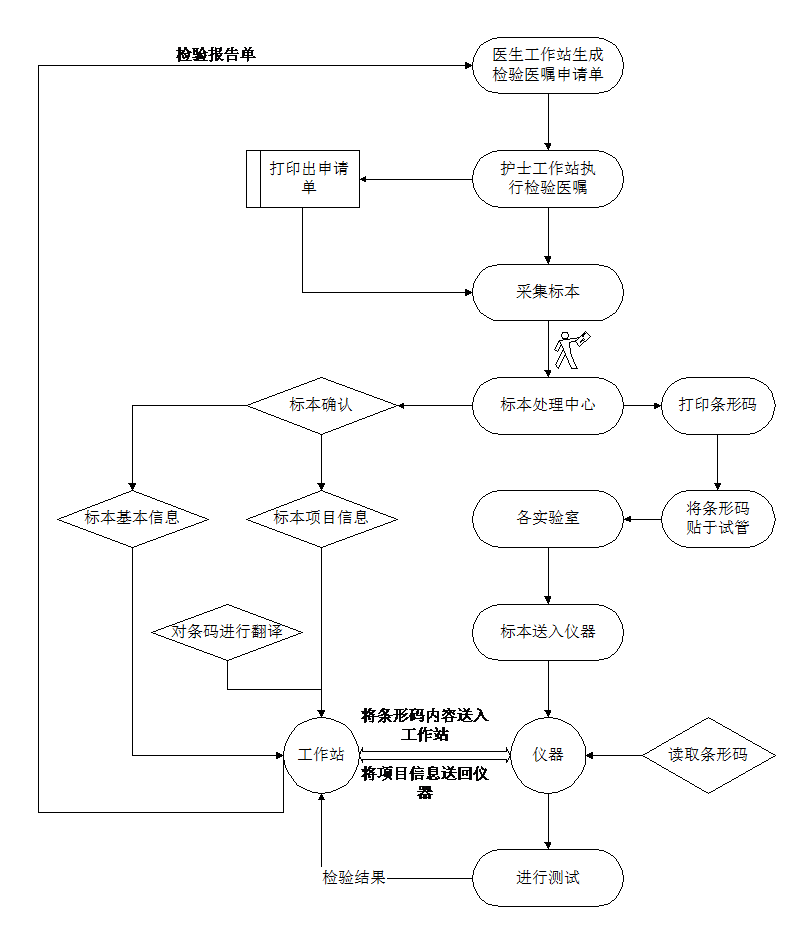 检验报告单
医生工作站生成
检验医嘱申请单
打印出申请
单
护士工作站执
行检验医嘱
采集标本
标本确认
标本处理中心
打印条形码
标本基本信息
标本项目信息
各实验室
将条形码
贴于试管
对条码进行翻译
标本送入仪器
将条形码内容送入
工作站
工作站
仪器
读取条形码
将项目信息送回仪
器
检验结果
进行测试